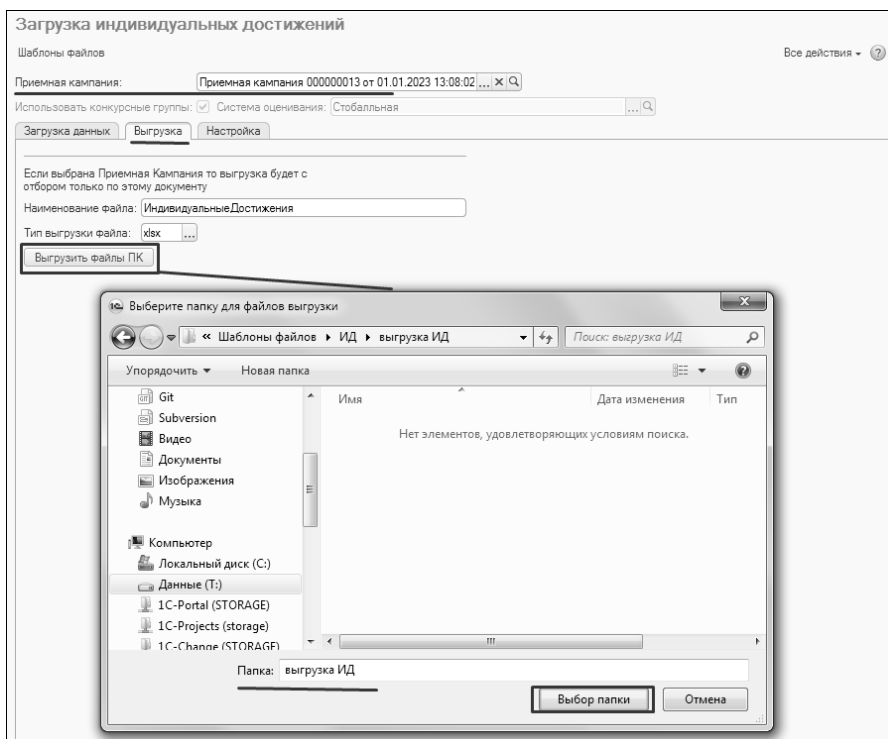 Загрузка индивидуальных достижений
Шаблоны файлов
Все действия
Приемная кампания: Приемная кампания 000000013 от 01.01.2023 13:08:02 ...
Использовать конкурсные группы: Система оценивания: Стобалльная ...
Загрузка данных Выгрузка Настройка
Если выбрана Приемная Кампания то выгрузка будет с
отбором только по этому документу
Наименование файла: ИндивидуальныеДостижения
Тип выгрузки файла: xlsx ...
Выгрузить файлы ПК
Выберите папку для файлов выгрузки
« Шаблоны файлов ИД выгрузка ИД Поиск: выгрузка ИД
Упорядочить Новая папка
Имя Дата изменения Тип
Нет элементов, удовлетворяющих условиям поиска.
Git
Subversion
Видео
Документы
Изображения
Музыка
Компьютер
Локальный диск (C:)
Данные (T:)
1C-Portal (STORAGE)
1C-Projects (storage)
1C-Change (STORAGE)
Папка: выгрузка ИД
Выбор папки Отмена